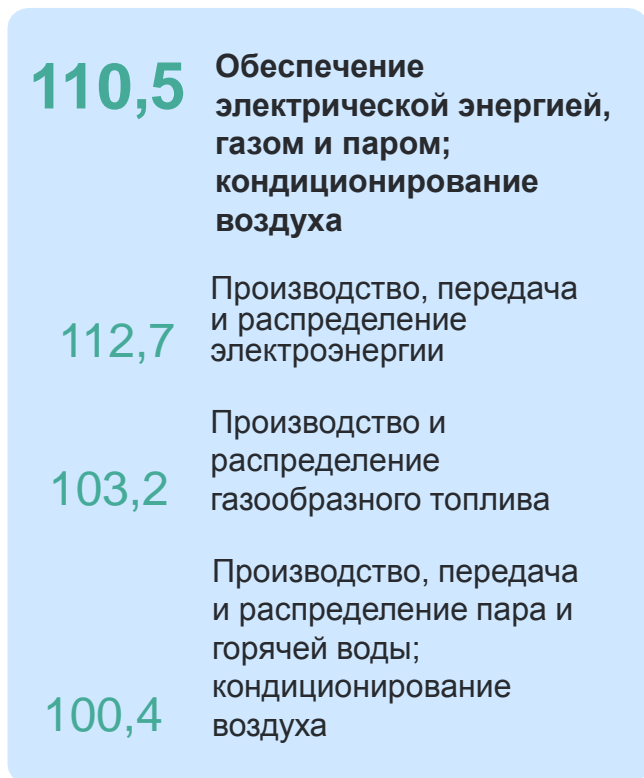 110,5
Обеспечение
электрической энергией,
газом и паром;
кондиционирование
воздуха
112,7
Производство, передача
и распределение
электроэнергии
103,2
Производство и
распределение
газообразного топлива
100,4
Производство, передача
и распределение пара и
горячей воды;
кондиционирование
воздуха